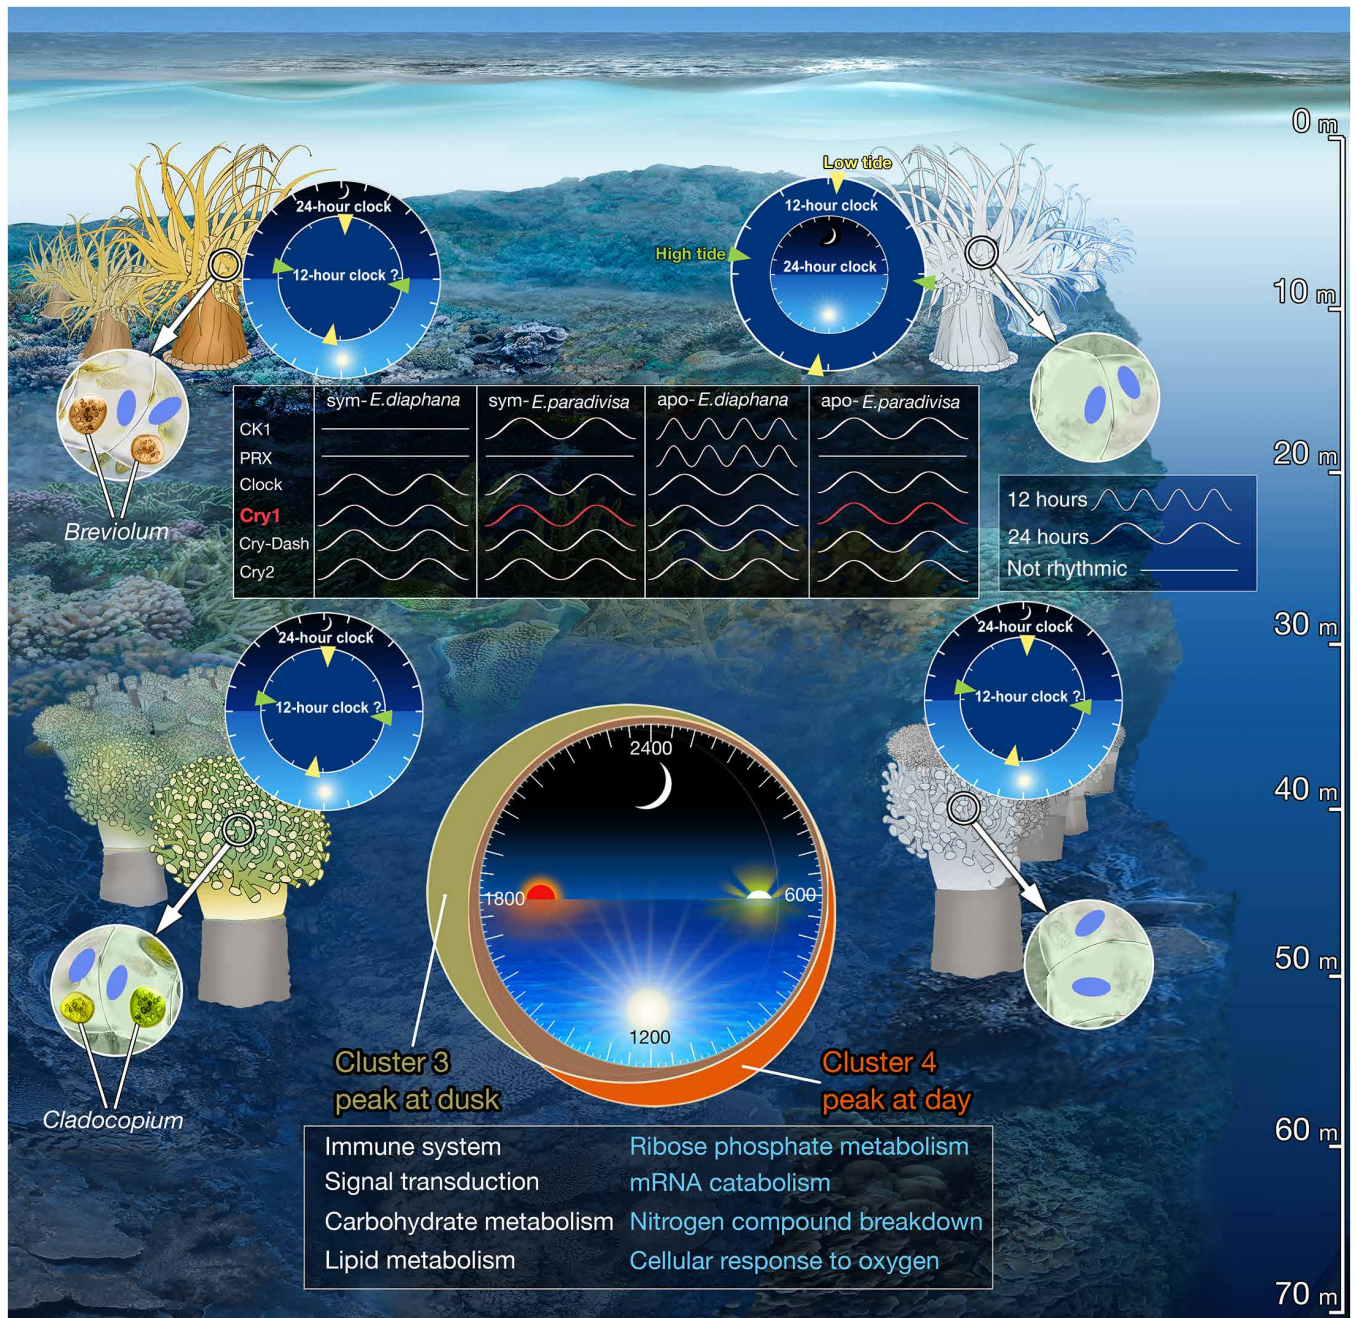 0 m
10 m
20 m
30 m
40 m
50 m
60 m
70 m
24-hour clock
12-hour clock ?
Low tide
High tide
12-hour clock
24-hour clock
Breviolum
sym-E.diaphana sym-E.paradivisa apo-E.diaphana apo-E.paradivisa
CK1
PRX
Clock
Cry1
Cry-Dash
Cry2
12 hours
24 hours
Not rhythmic
24-hour clock
12-hour clock ?
24-hour clock
12-hour clock ?
Cladocopium
2400
1800
600
1200
Cluster 3
peak at dusk
Cluster 4
peak at day
Immune system Ribose phosphate metabolism
Signal transduction mRNA catabolism
Carbohydrate metabolism Nitrogen compound breakdown
Lipid metabolism Cellular response to oxygen